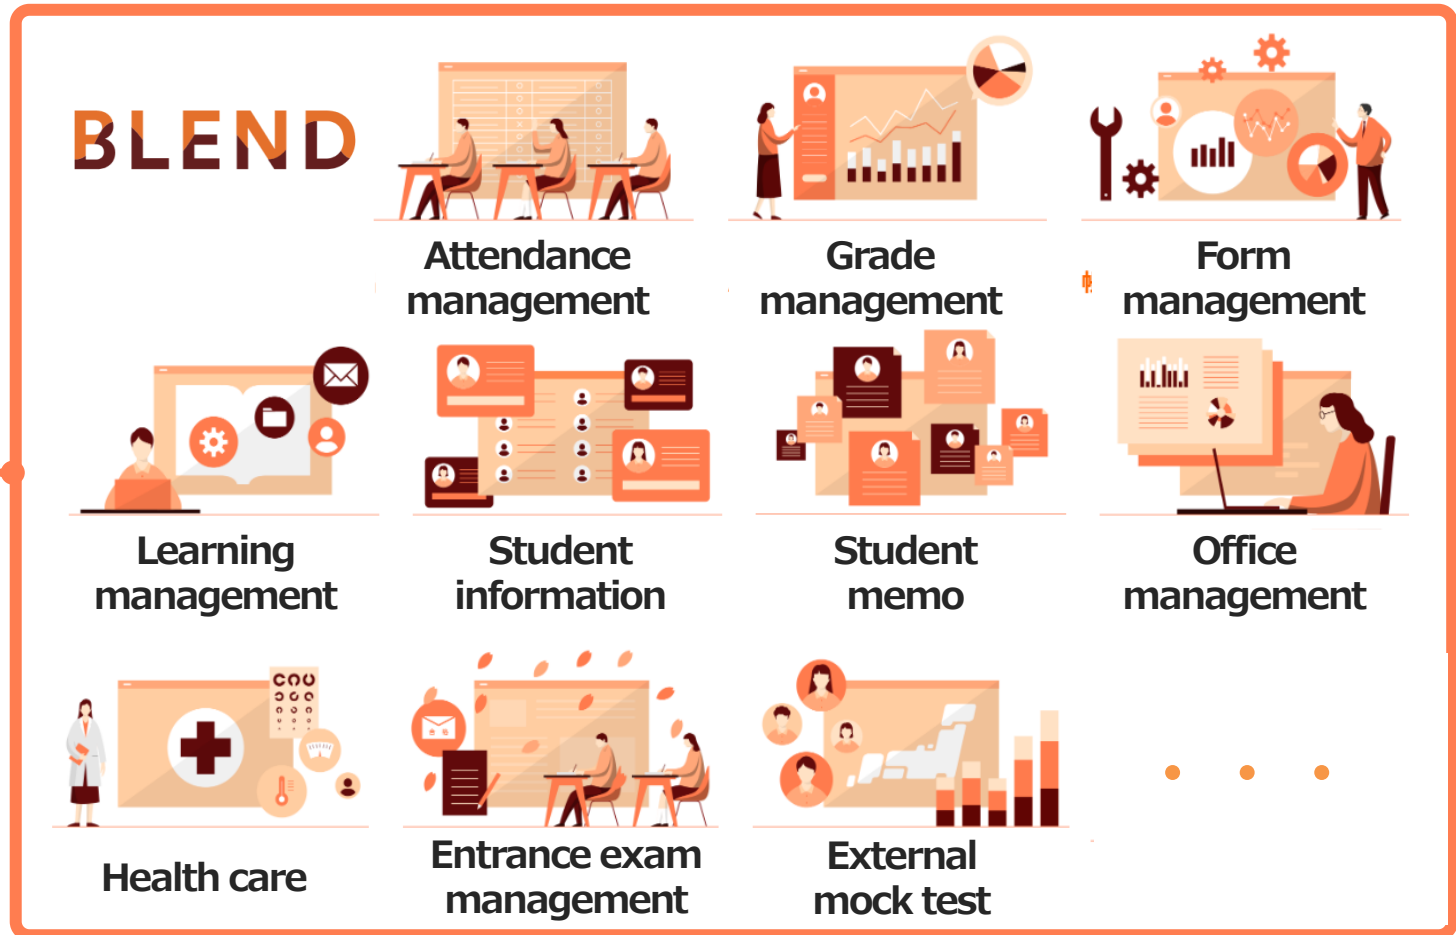 BLEND
Attendance
management
Grade
management
Form
management
Learning
management
Student
information
Student
memo
Office
management
Health care
Entrance exam
management
External
mock test